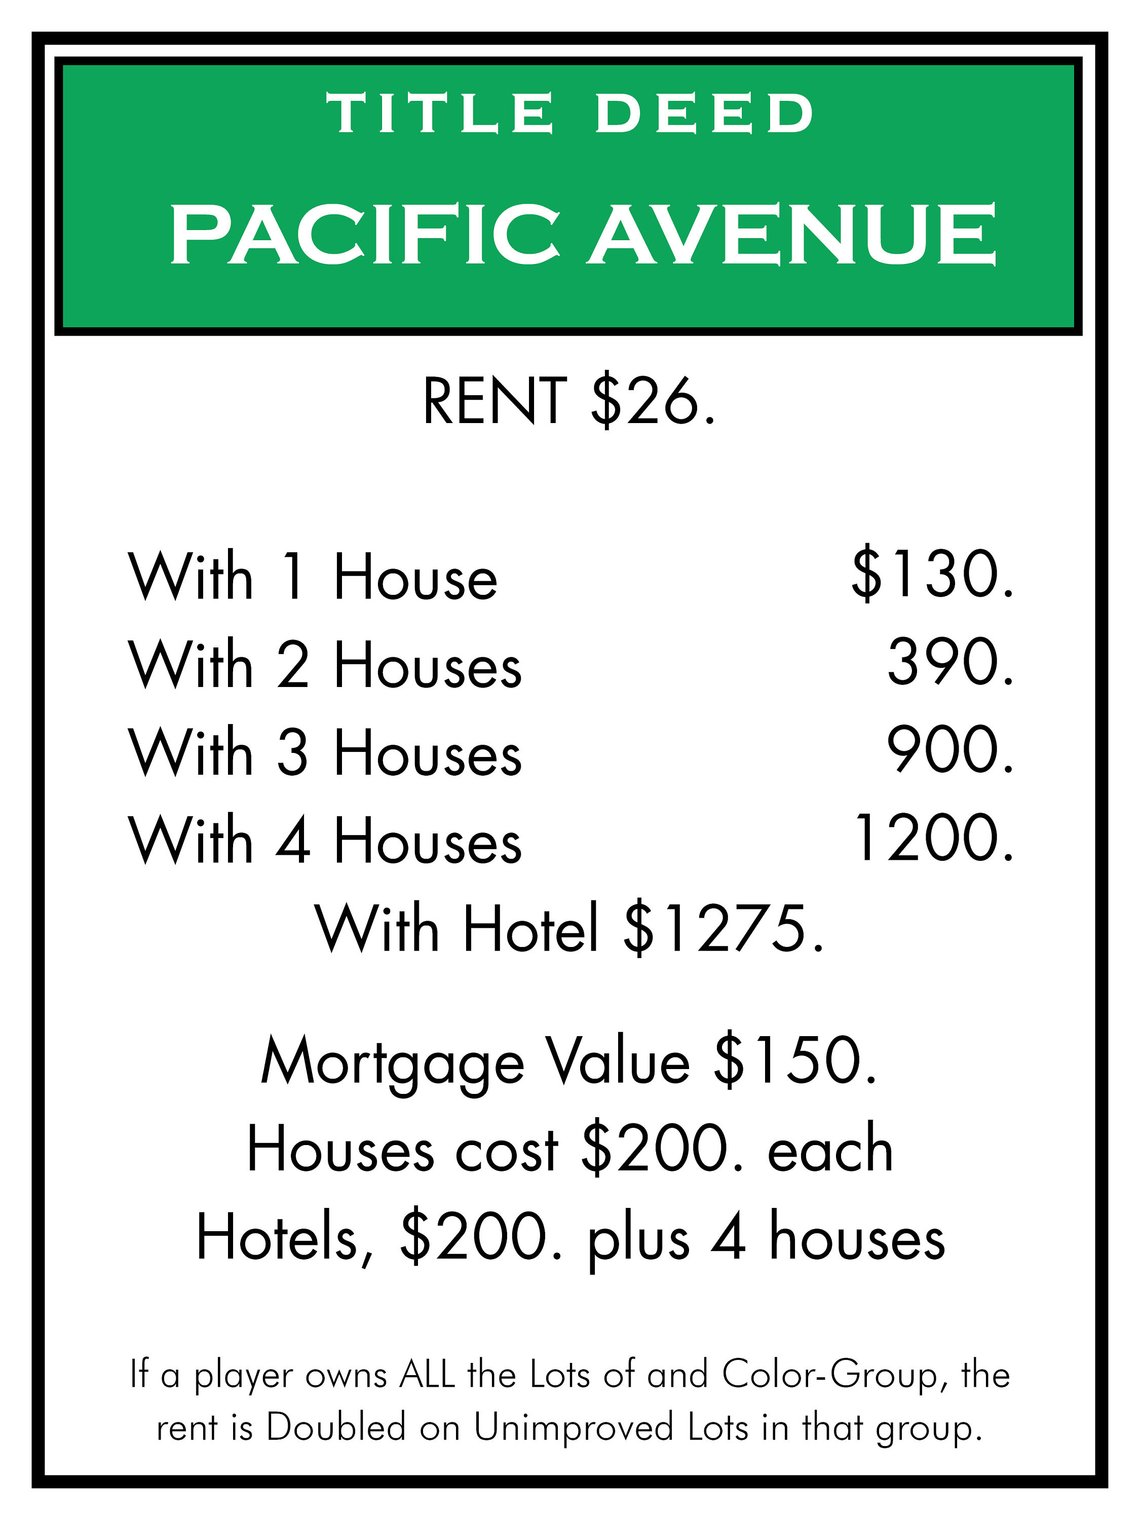 TITLE DEED
PACIFIC AVENUE
RENT $26.
With 1 House $130.
With 2 Houses 390.
With 3 Houses 900.
With 4 Houses 1200.
With Hotel $1275.
Mortgage Value $150.
Houses cost $200. each
Hotels, $200. plus 4 houses
If a player owns ALL the Lots of and Color-Group, the
rent is Doubled on Unimproved Lots in that group.